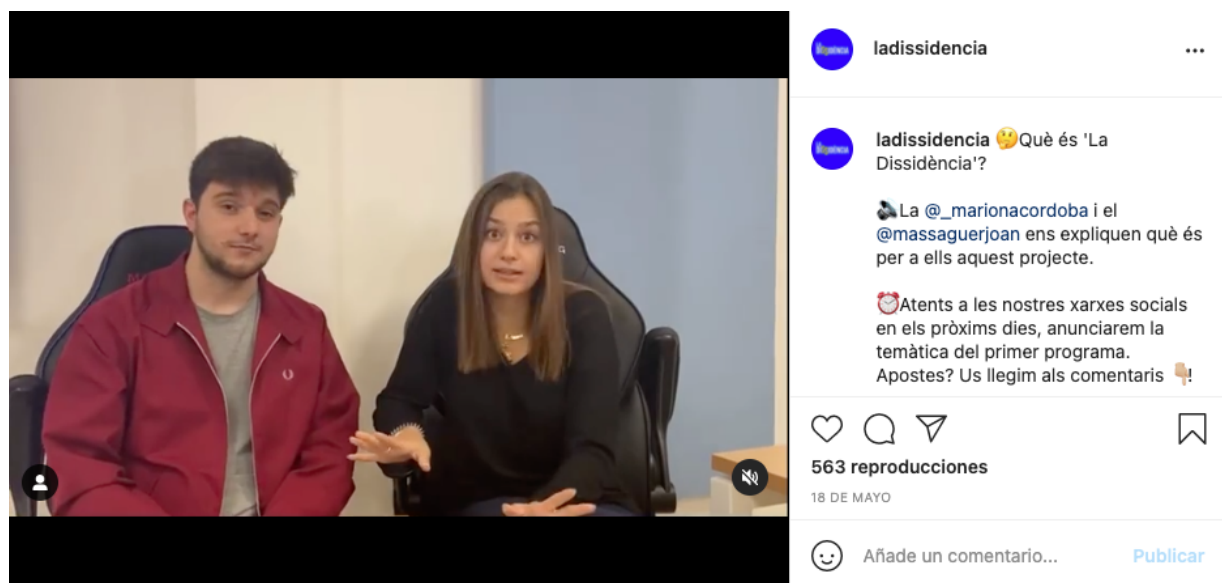 ladissidencia
ladissidencia 🤔Què és 'La
Dissidència'?
🔊La @_marionacordoba i el
@massaguerjoan ens expliquen què és
per a ells aquest projecte.
⏰Atents a les nostres xarxes socials
en els pròxims dies, anunciarem la
temàtica del primer programa.
Apostes? Us llegim als comentaris 👇🏼!
563 reproducciones
18 DE MAYO
Añade un comentario...
Publicar